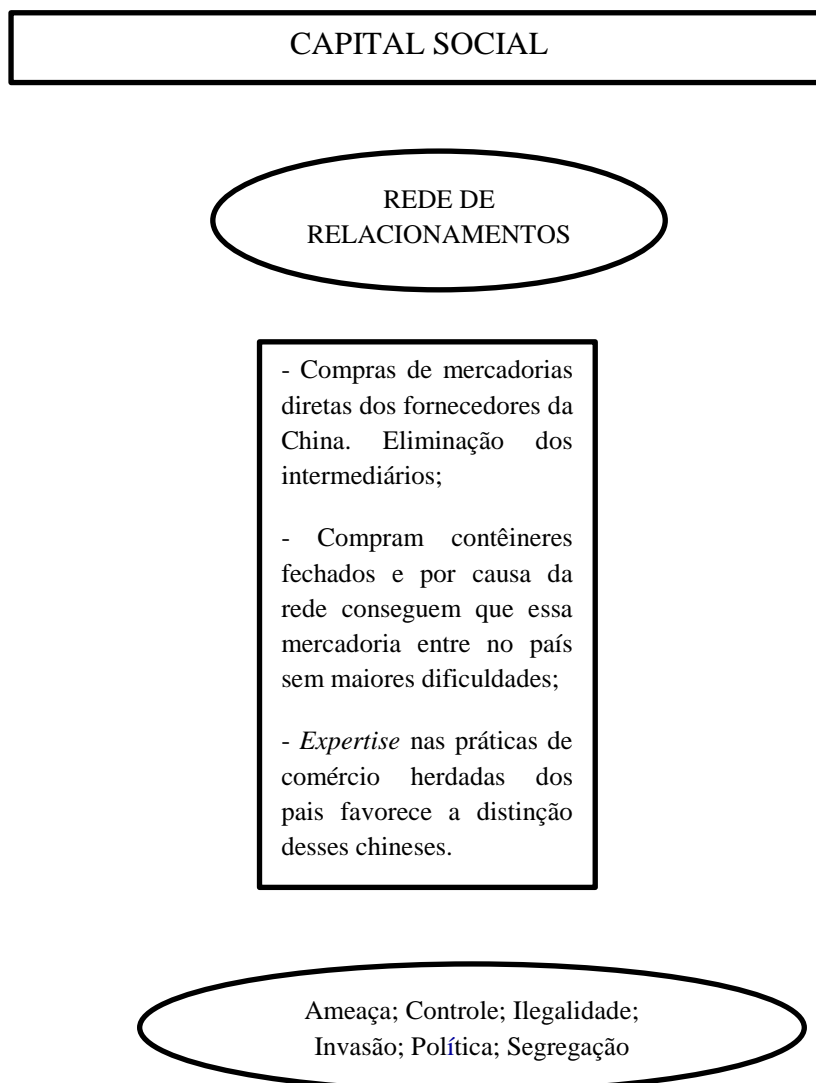 CAPITAL SOCIAL
REDE DE
RELACIONAMENTOS
- Compras de mercadorias
diretas dos fornecedores da
China. Eliminação dos
intermediários;
- Compram contêineres
fechados e por causa da
rede conseguem que essa
mercadoria entre no país
sem maiores dificuldades;
- Expertise nas práticas de
comércio herdadas dos
pais favorece a distinção
desses chineses.
Ameaça; Controle; Ilegalidade;
Invasão; Política; Segregação